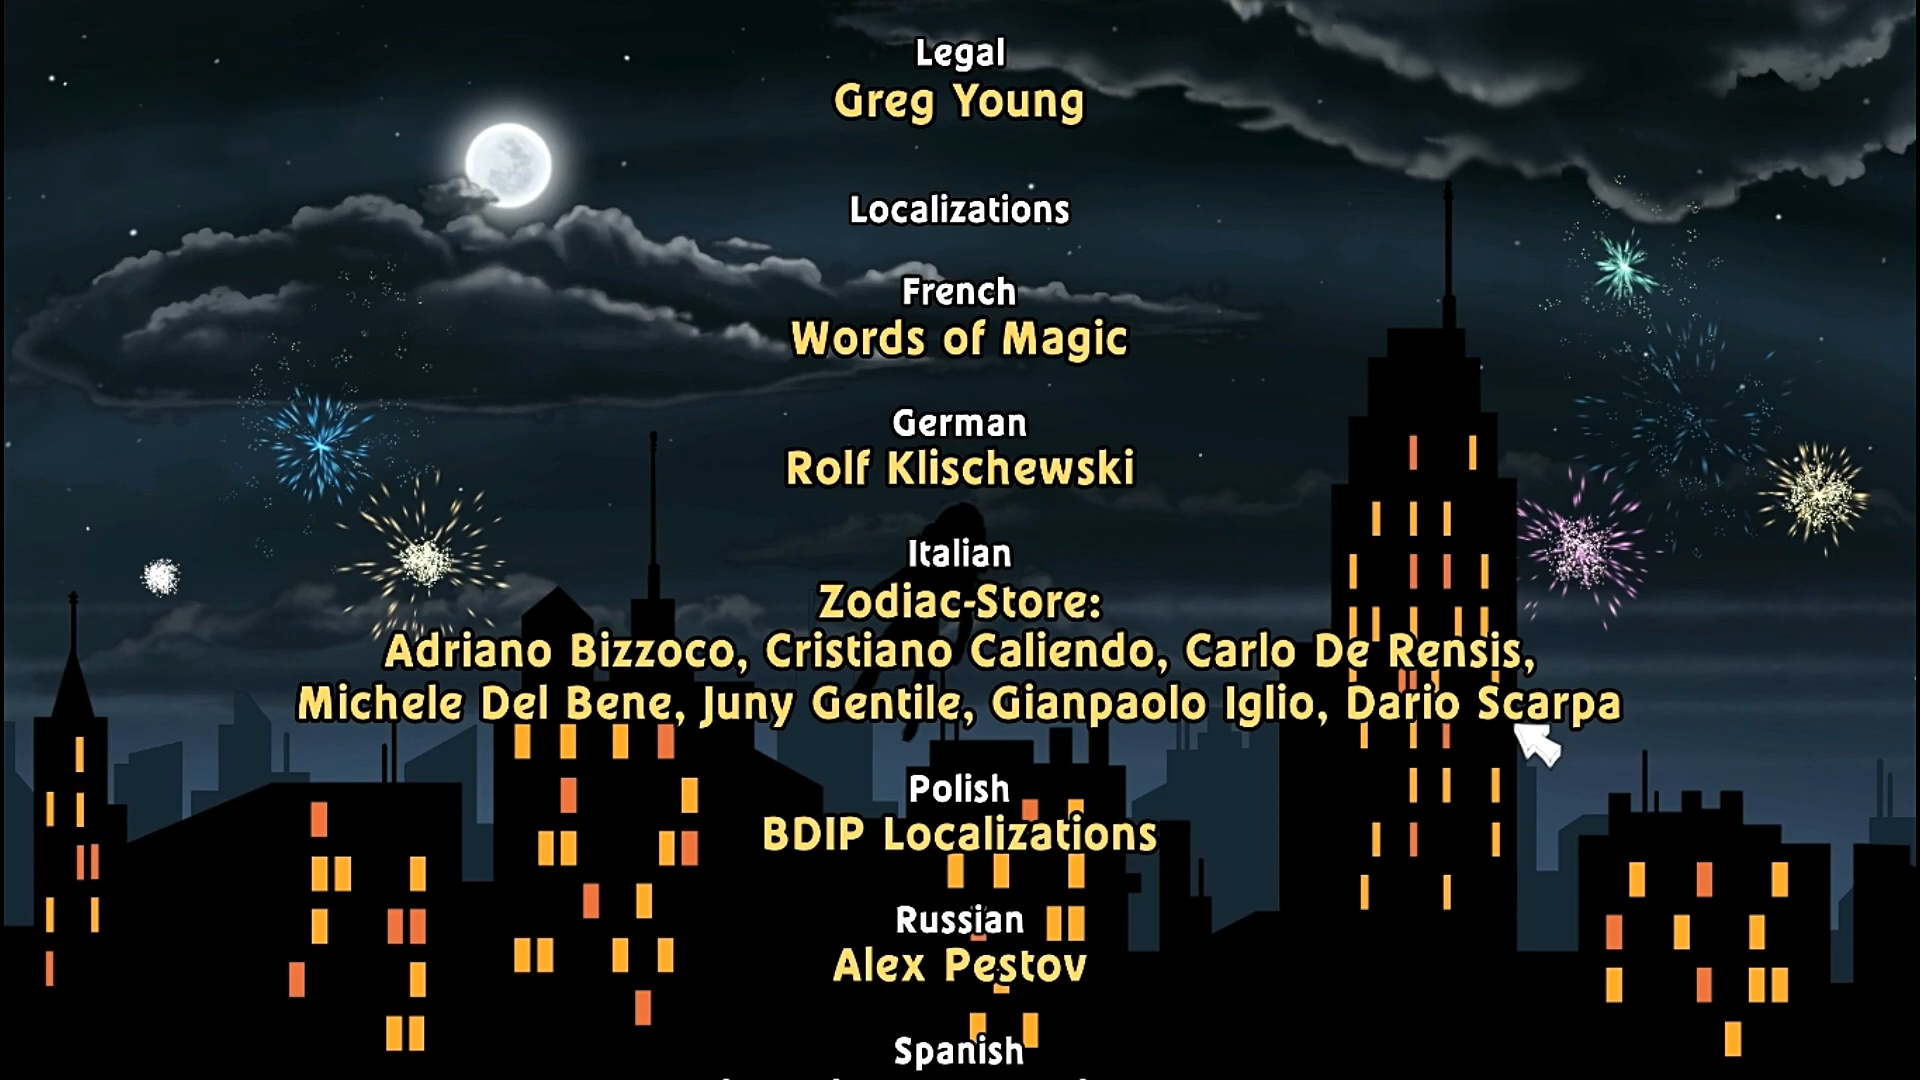 Legal
Greg Young
Localizations
French
Words of Magic
German
Rolf Klischewski
Italian
Zodiac-Store:
Adriano Bizzoco, Cristiano Caliendo, Carlo De Rensis,
Michele Del Bene, Juny Gentile, Gianpaolo Iglio, Dario Scarpa
Polish
BDIP Localizations
Russian
Alex Pestov
Spanish